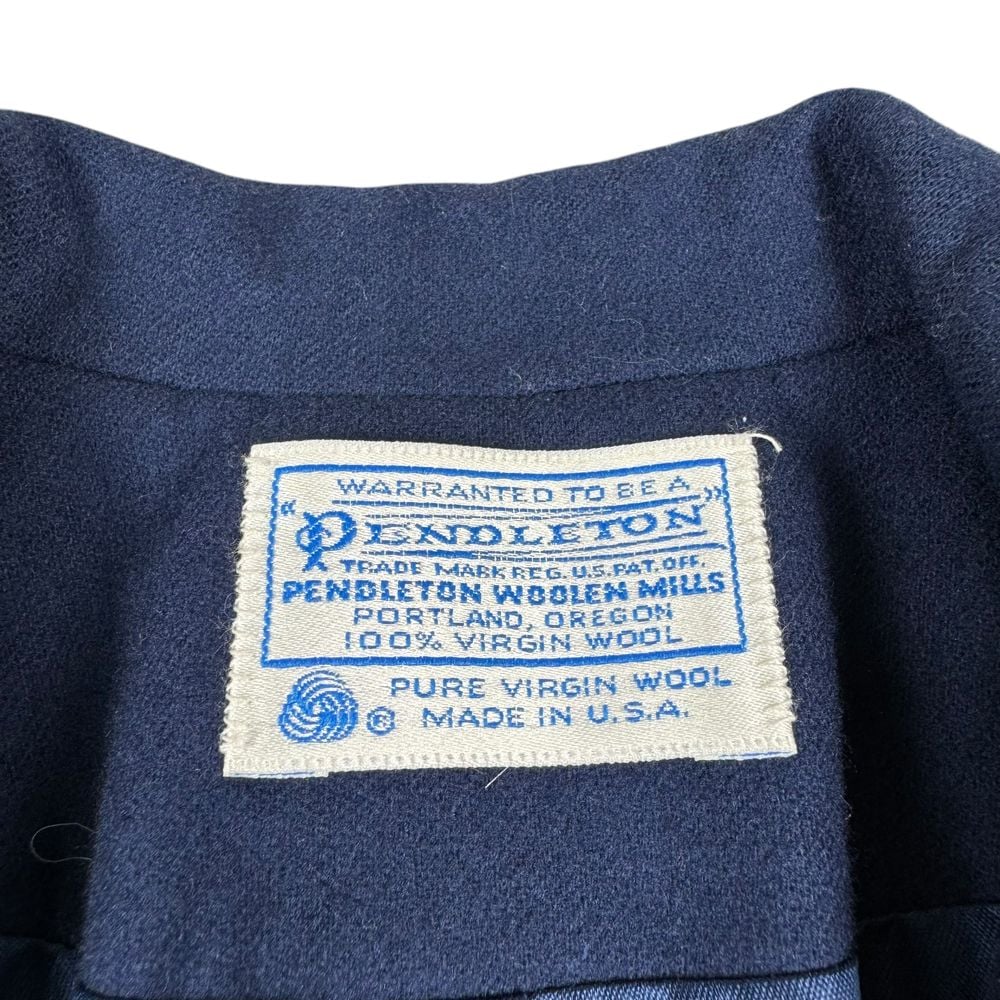 WARRANTED TO BE A
"PENDLETON"
TRADE MARK REG. U.S. PAT. OFF.
PENDLETON WOOLEN MILLS
PORTLAND, OREGON
100% VIRGIN WOOL
PURE VIRGIN WOOL
® MADE IN U.S.A.